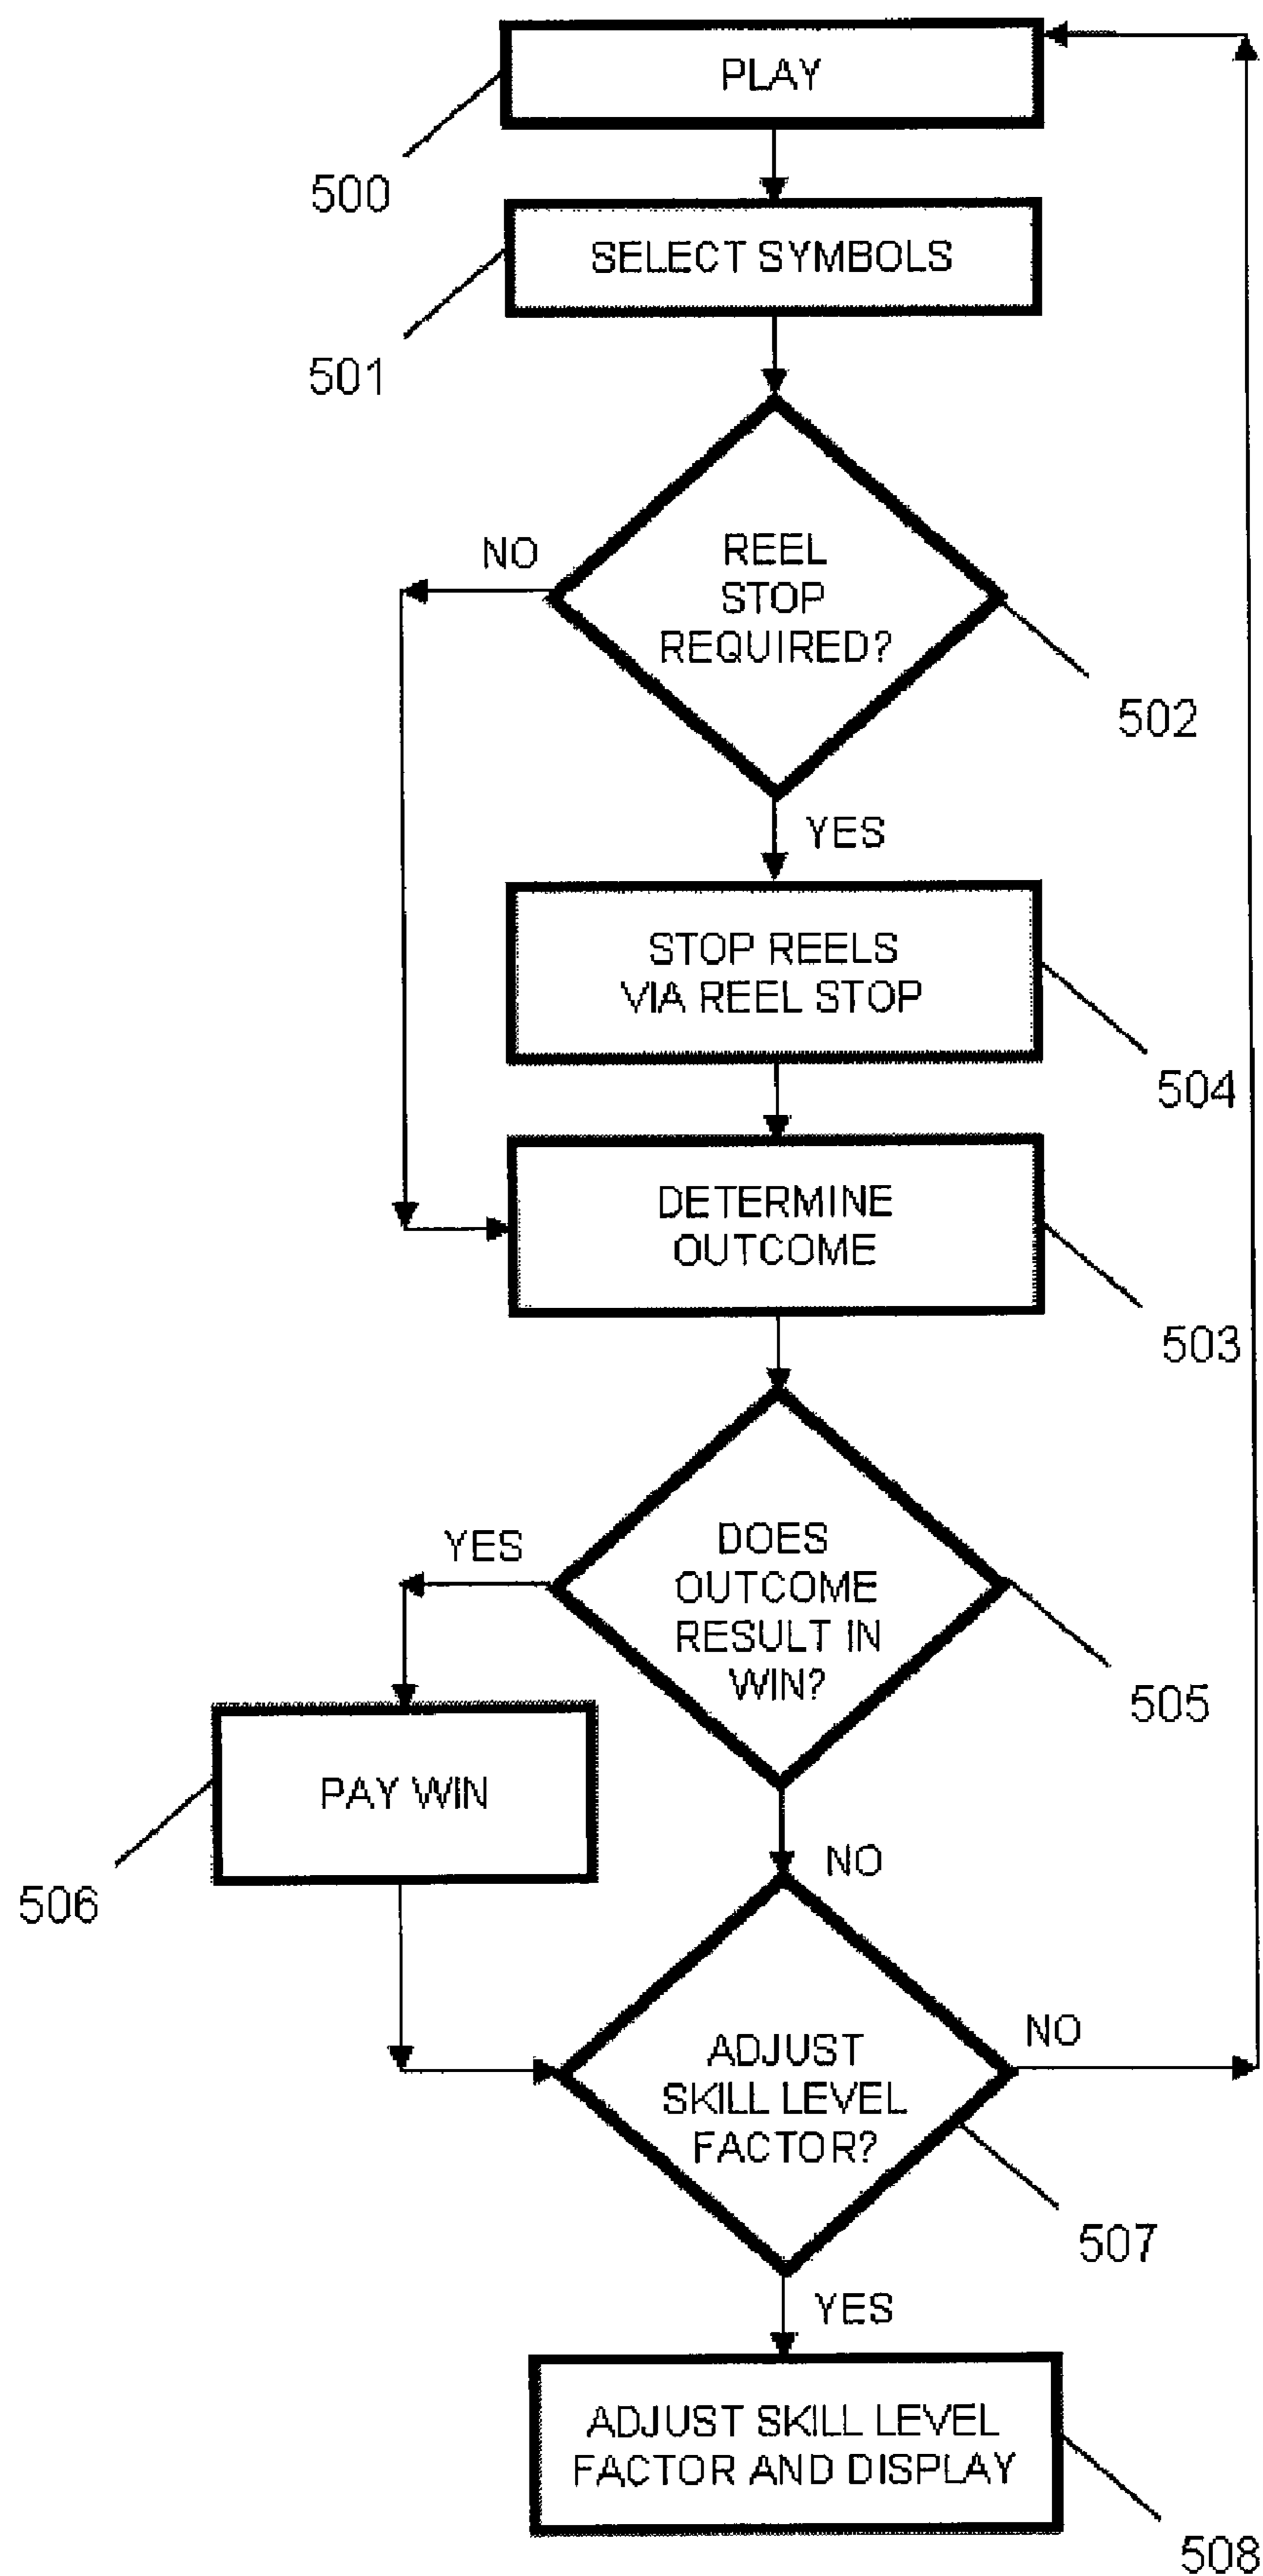 PLAY
500
SELECT SYMBOLS
501
NO
REEL
STOP
REQUIRED?
502
YES
STOP REELS
VIA REEL STOP
504
DETERMINE
OUTCOME
503
YES
DOES
OUTCOME
RESULT IN
WIN?
505
PAY WIN
506
NO
ADJUST
SKILL LEVEL
FACTOR?
NO
507
YES
ADJUST SKILL LEVEL
FACTOR AND DISPLAY
508